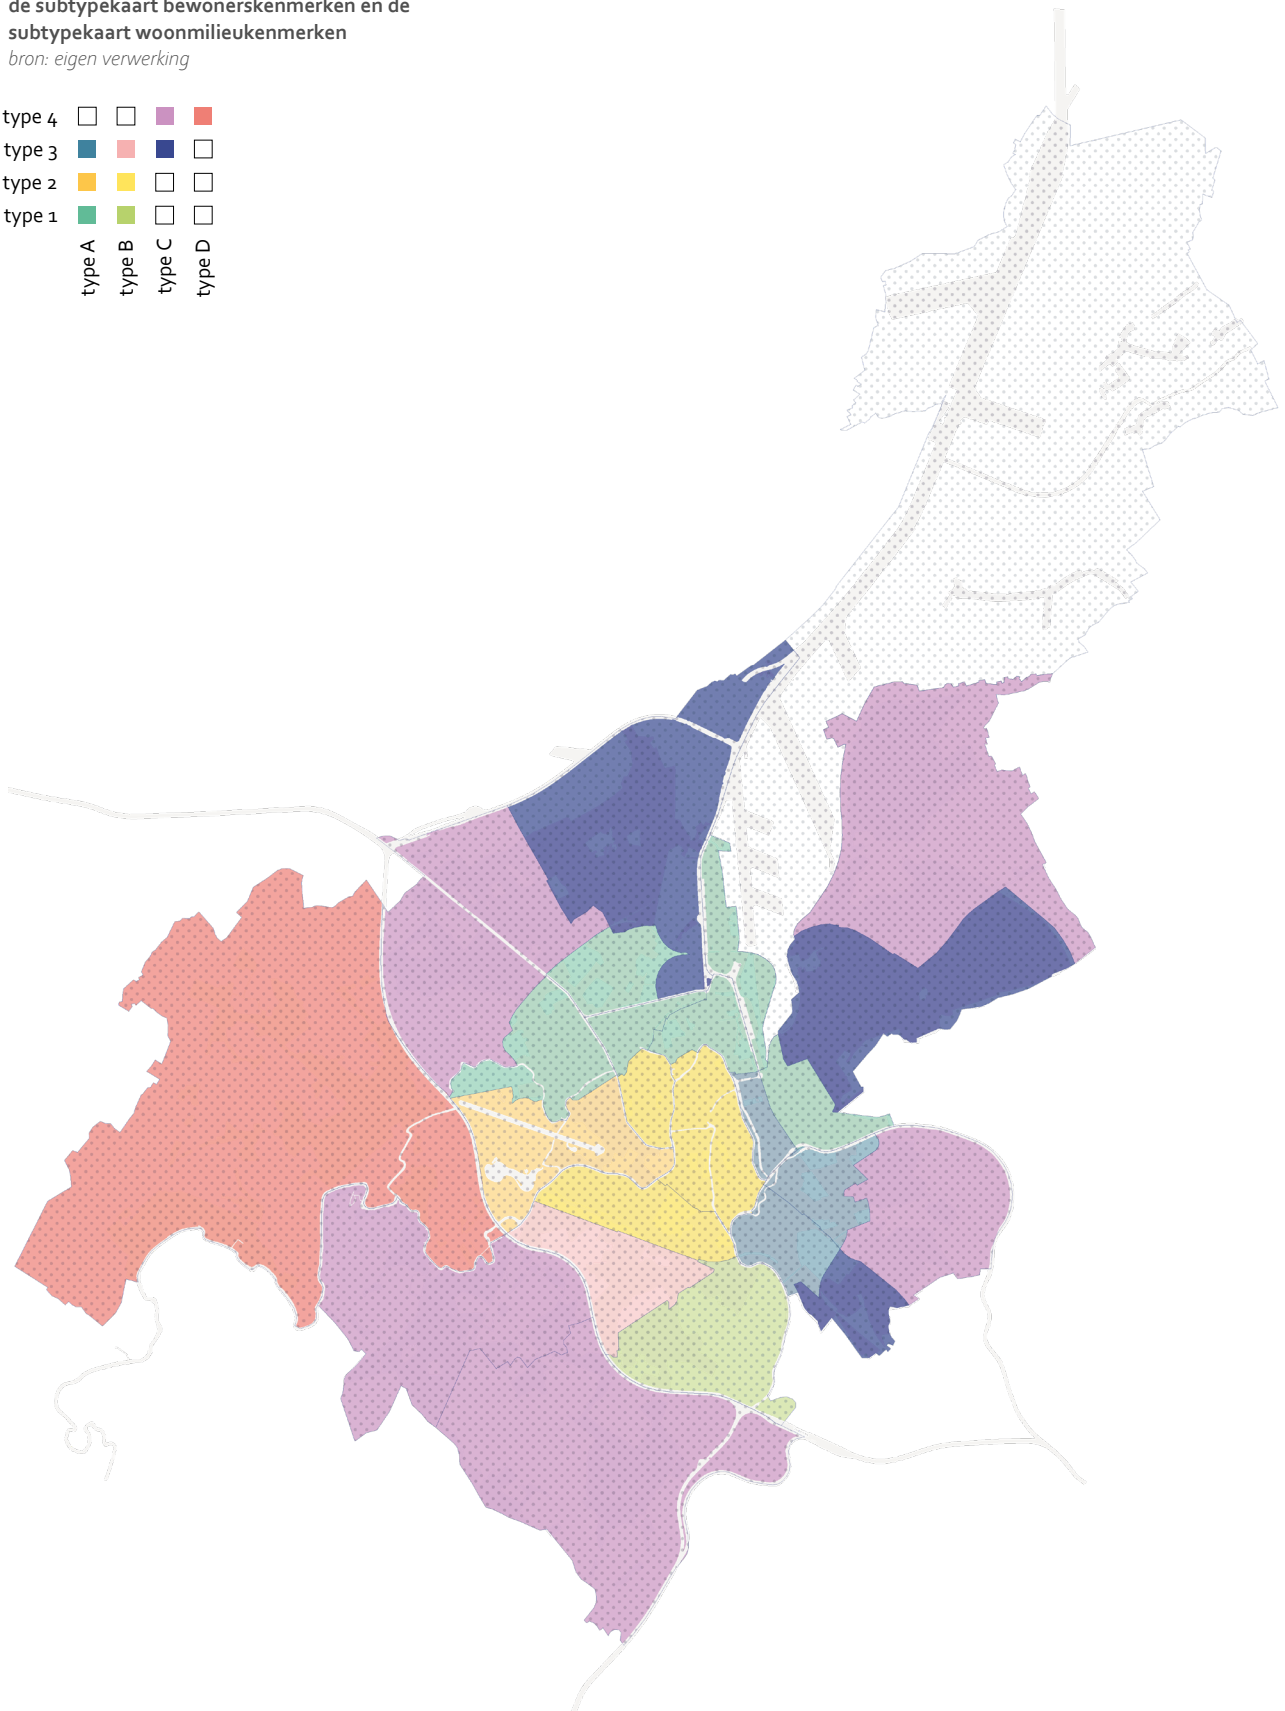 de subtypekaart bewonerskenmerken en de
subtypekaart woonmilieukenmerken
bron: eigen verwerking
type 4
type 3
type 2
type 1
type A
type B
type C
type D